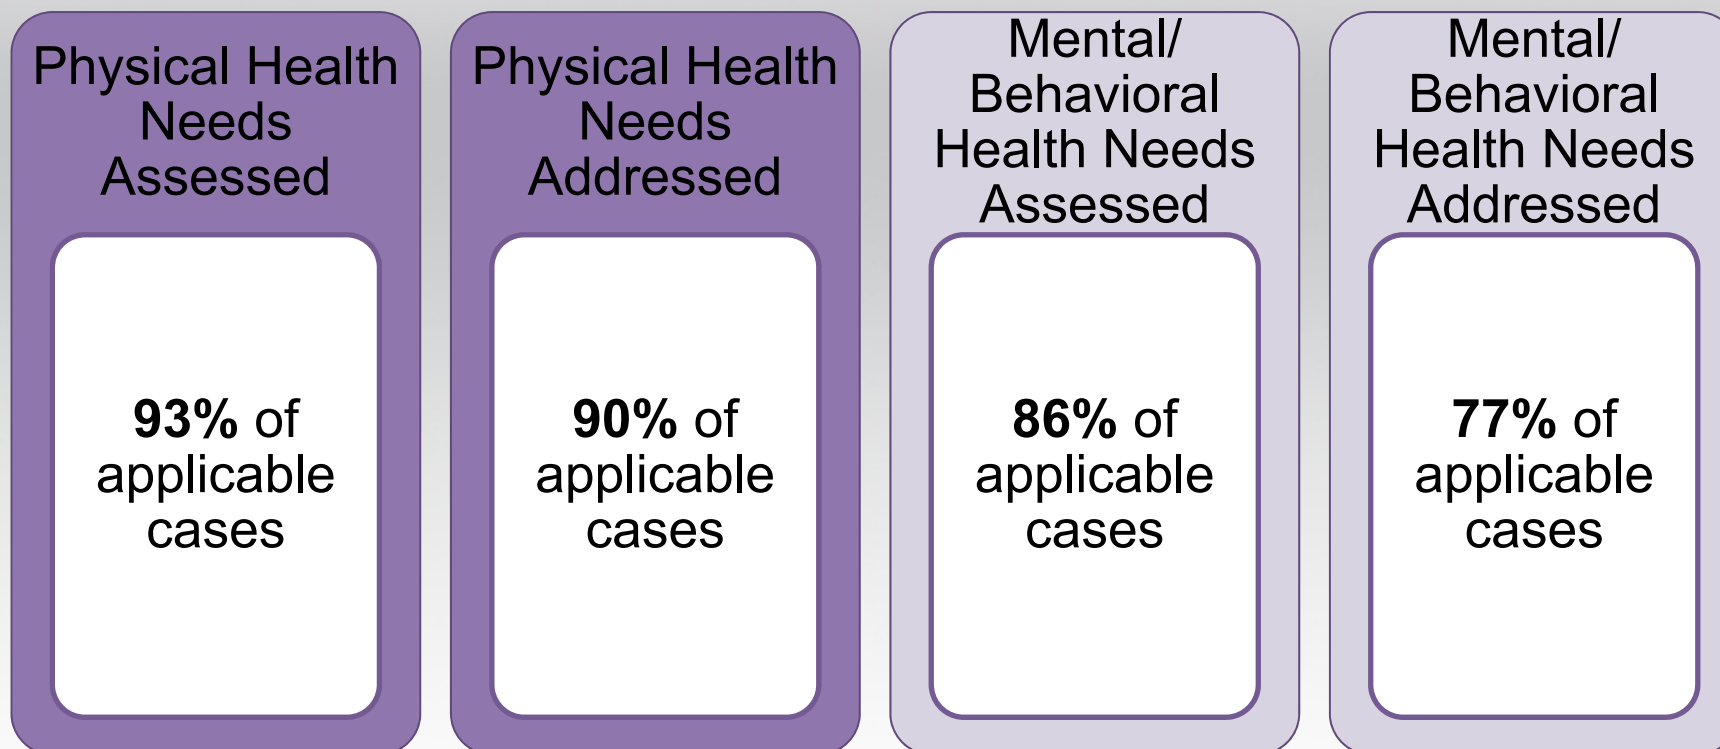 Physical Health
Needs
Assessed
93% of
applicable
cases
Physical Health
Needs
Addressed
90% of
applicable
cases
Mental/
Behavioral
Health Needs
Assessed
86% of
applicable
cases
Mental/
Behavioral
Health Needs
Addressed
77% of
applicable
cases